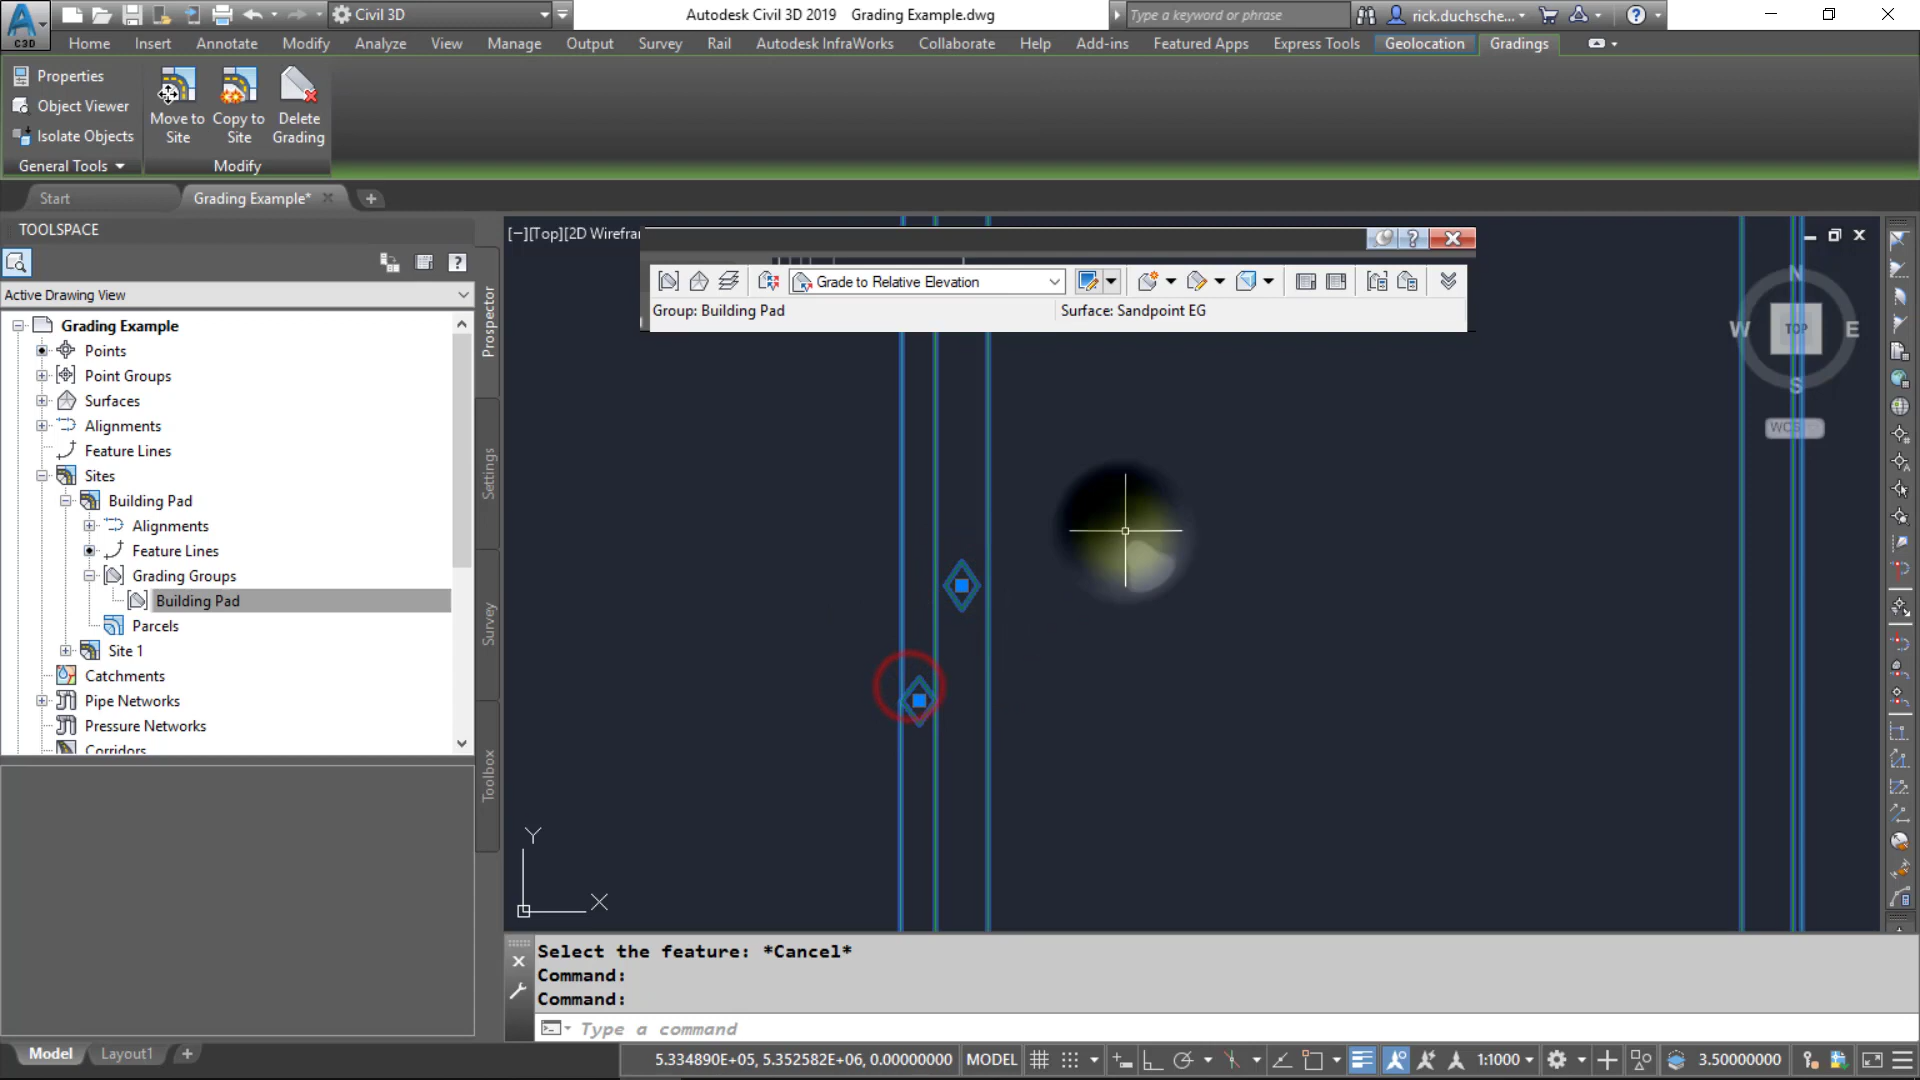 C3D
Civil 3D
Autodesk Civil 3D 2019 Grading Example.dwg
Type a keyword or phrase
rick.duchsche...
Home Insert Annotate Modify Analyze View Manage Output Survey Rail Autodesk InfraWorks Collaborate Help Add-ins Featured Apps Express Tools Geolocation Gradings
Properties
Object Viewer
Isolate Objects
General Tools
Move to Site
Copy to Site
Delete Grading
Modify
Start
Grading Example*
TOOLSPACE
Active Drawing View
Grading Example
Points
Point Groups
Surfaces
Alignments
Feature Lines
Sites
Building Pad
Alignments
Feature Lines
Grading Groups
Building Pad
Parcels
Site 1
Catchments
Pipe Networks
Pressure Networks
Corridors
Prospector
Settings
Survey
Toolbox
[−][Top][2D Wirefra
Grade to Relative Elevation
Group: Building Pad
Surface: Sandpoint EG
N
W
TOP
E
S
WCS
Y
X
Select the feature: *Cancel*
Command:
Command:
Type a command
Model
Layout1
5.334890E+05, 5.352582E+06, 0.00000000
MODEL
1:1000
3.50000000